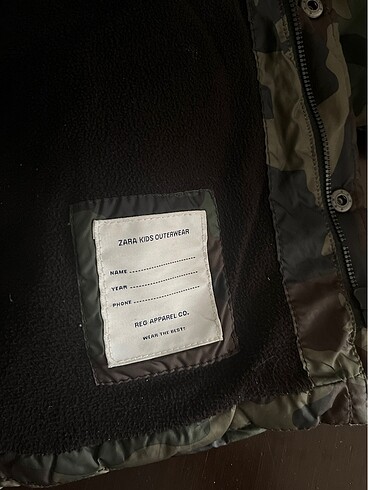 ZARA KIDS OUTERWEAR
NAME
YEAR
PHONE
REG APPAREL CO.
WEAR THE BEST!